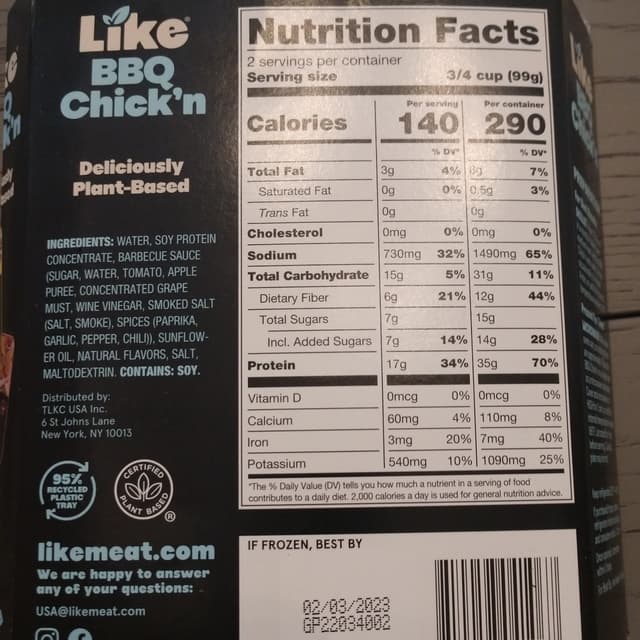 Like®
BBQ
Chick'n
Deliciously
Plant-Based
INGREDIENTS: WATER, SOY PROTEIN
CONCENTRATE, BARBECUE SAUCE
(SUGAR, WATER, TOMATO, APPLE
PUREE, CONCENTRATED GRAPE
MUST, WINE VINEGAR, SMOKED SALT
(SALT, SMOKE), SPICES (PAPRIKA,
GARLIC, PEPPER, CHILI)), SUNFLOW-
ER OIL, NATURAL FLAVORS, SALT,
MALTODEXTRIN. CONTAINS: SOY.
Distributed by:
TLKC USA Inc.
6 St Johns Lane
New York, NY 10013
95%
RECYCLED
PLASTIC
TRAY
CERTIFIED
PLANT BASED
®
likemeat.com
We are happy to answer
any of your questions:
USA@likemeat.com
Nutrition Facts
2 servings per container
Serving size 3/4 cup (99g)
Per serving Per container
Calories 140 290
% DV* % DV*
Total Fat 3g 4% 7%
Saturated Fat 0g 0% 0.5g 3%
Trans Fat 0g 0g
Cholesterol 0mg 0% 0mg 0%
Sodium 730mg 32% 1490mg 65%
Total Carbohydrate 15g 5% 31g 11%
Dietary Fiber 6g 21% 12g 44%
Total Sugars 7g 15g
Incl. Added Sugars 7g 14% 14g 28%
Protein 17g 34% 35g 70%
Vitamin D 0mcg 0% 0mcg 0%
Calcium 60mg 4% 110mg 8%
Iron 3mg 20% 7mg 40%
Potassium 540mg 10% 1090mg 25%
*The % Daily Value (DV) tells you how much a nutrient in a serving of food
contributes to a daily diet. 2,000 calories a day is used for general nutrition advice.
IF FROZEN, BEST BY
02/03/2023
GP22034002